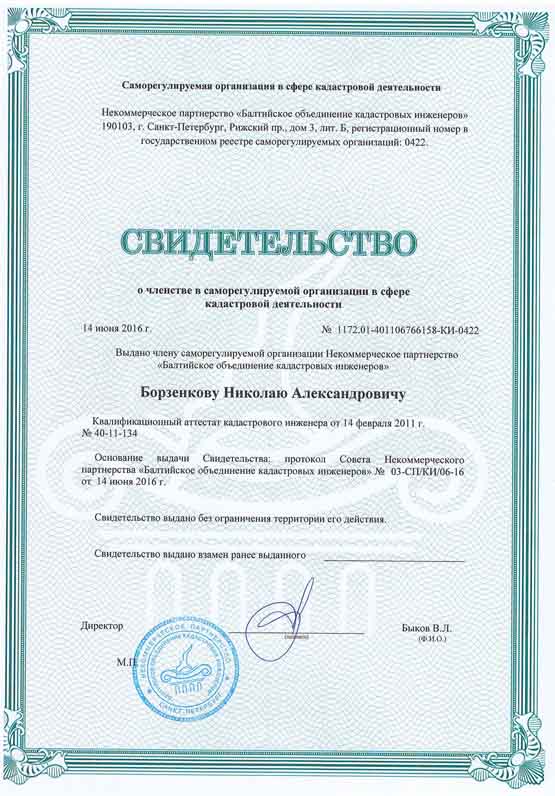 Саморегулируемая организация в сфере кадастровой деятельности
Некоммерческое партнерство «Балтийское объединение кадастровых инженеров»
190103, г. Санкт-Петербург, Рижский пр., дом 3, лит. Б, регистрационный номер в
государственном реестре саморегулируемых организаций: 0422.
СВИДЕТЕЛЬСТВО
о членстве в саморегулируемой организации в сфере
кадастровой деятельности
14 июня 2016 г. № 1172.01-401106766158-КИ-0422
Выдано члену саморегулируемой организации Некоммерческое партнерство
«Балтийское объединение кадастровых инженеров»
Борзенкову Николаю Александровичу
Квалификационный аттестат кадастрового инженера от 14 февраля 2011 г.
№ 40-11-134
Основание выдачи Свидетельства: протокол Совета Некоммерческого
партнерства «Балтийское объединение кадастровых инженеров» № 03-СП/КИ/06-16
от 14 июня 2016 г.
Свидетельство выдано без ограничения территории его действия.
Свидетельство выдано взамен ранее выданного
Директор
(подпись)
Быков В.Л.
(Ф.И.О.)
М.П.
НЕКОММЕРЧЕСКОЕ ПАРТНЕРСТВО
БАЛТИЙСКОЕ ОБЪЕДИНЕНИЕ КАДАСТРОВЫХ ИНЖЕНЕРОВ
САНКТ-ПЕТЕРБУРГ